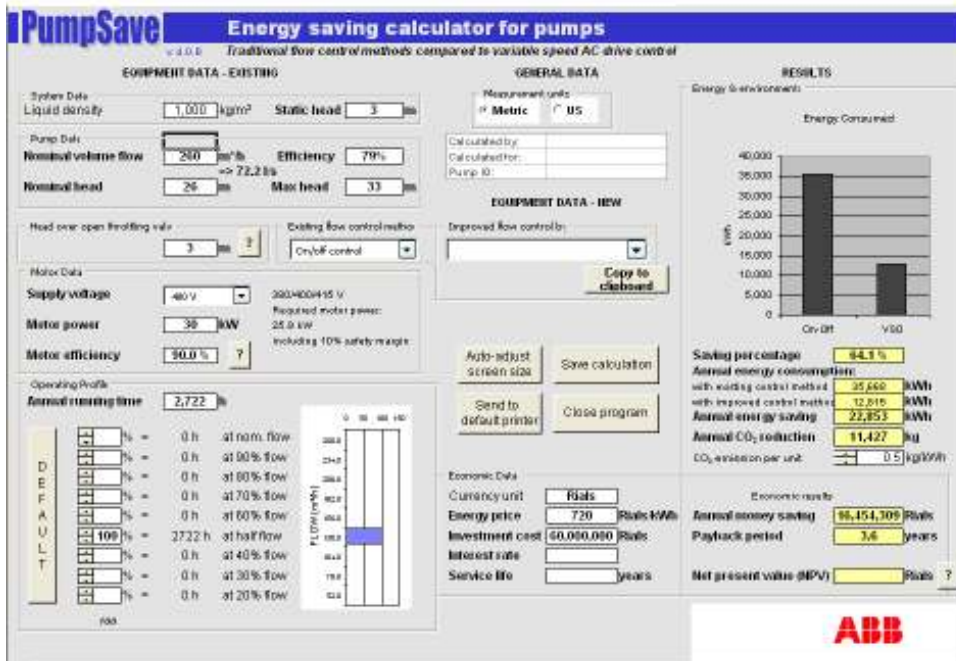 PumpSave
Energy saving calculator for pumps
v 4.0.0
Traditional flow control methods compared to variable speed AC drive control
EQUIPMENT DATA - EXISTING
System Data
Liquid density 1,000 kg/m³ Static head 3 m
Pump Data
Nominal volume flow 260 m³/h Efficiency 79%
=> 72.2 l/s
Nominal head 26 m Max head 33 m
Head over open throttling valv
3 m ?
Existing flow control metho
On/off control
Motor Data
Supply voltage 400 V 380/400/415 V
Motor power 30 kW
Required motor power:
25.8 kW
including 10% safety margin
Motor efficiency 90.0 % ?
Operating Profile
Annual running time 2,722 h
DEFAULT
% = 0 h at nom. flow
% = 0 h at 90% flow
% = 0 h at 80% flow
% = 0 h at 70% flow
% = 0 h at 60% flow
100 % = 2722 h at half flow
% = 0 h at 40% flow
% = 0 h at 30% flow
% = 0 h at 20% flow
100
FLOW (m³/h)
0 50 100 150
GENERAL DATA
Measurement units
Metric US
Calculated by:
Calculated for:
Pump ID:
EQUIPMENT DATA - NEW
Improved flow control by
Copy to clipboard
Auto-adjust screen size
Save calculation
Send to default printer
Close program
Economic Data
Currency unit Rials
Energy price 720 Rials/kWh
Investment cost 60,000,000 Rials
Interest rate
Service life years
RESULTS
Energy & environment
Energy Consumed
kWh
40,000
35,000
30,000
25,000
20,000
15,000
10,000
5,000
0
On/Off VSD
Saving percentage 64.1 %
Annual energy consumption:
with existing control method 35,668 kWh
with improved control metho 12,815 kWh
Annual energy saving 22,853 kWh
Annual CO₂ reduction 11,427 kg
CO₂ emission per unit 0.5 kg/kWh
Economic results
Annual money saving 16,454,309 Rials
Payback period 3.6 years
Net present value (NPV) Rials ?
ABB